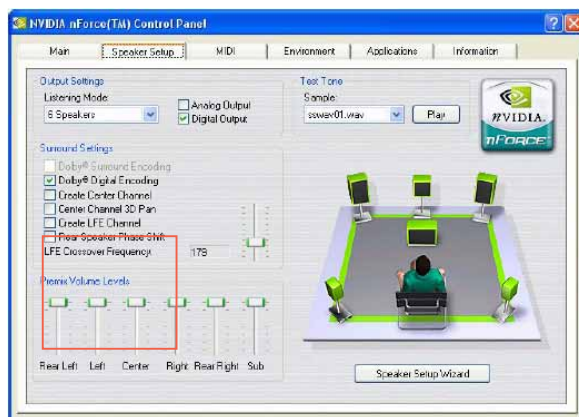 NVIDIA nForce(TM) Control Panel
Main Speaker Setup MIDI Environment Applications Information
Output Settings
Listening Mode:
6 Speakers
Analog Output
Digital Output
Test Tone
Sample:
sswav01.wav
Play
NVIDIA.
nFORCE
Surround Settings
Dolby® Surround Encoding
Dolby® Digital Encoding
Create Center Channel
Center Channel 3D Pan
Create LFE Channel
Rear Speaker Phase Shift
LFE Crossover Frequency: 179
Premix Volume Levels
Rear Left Left Center Right Rear Right Sub
Speaker Setup Wizard